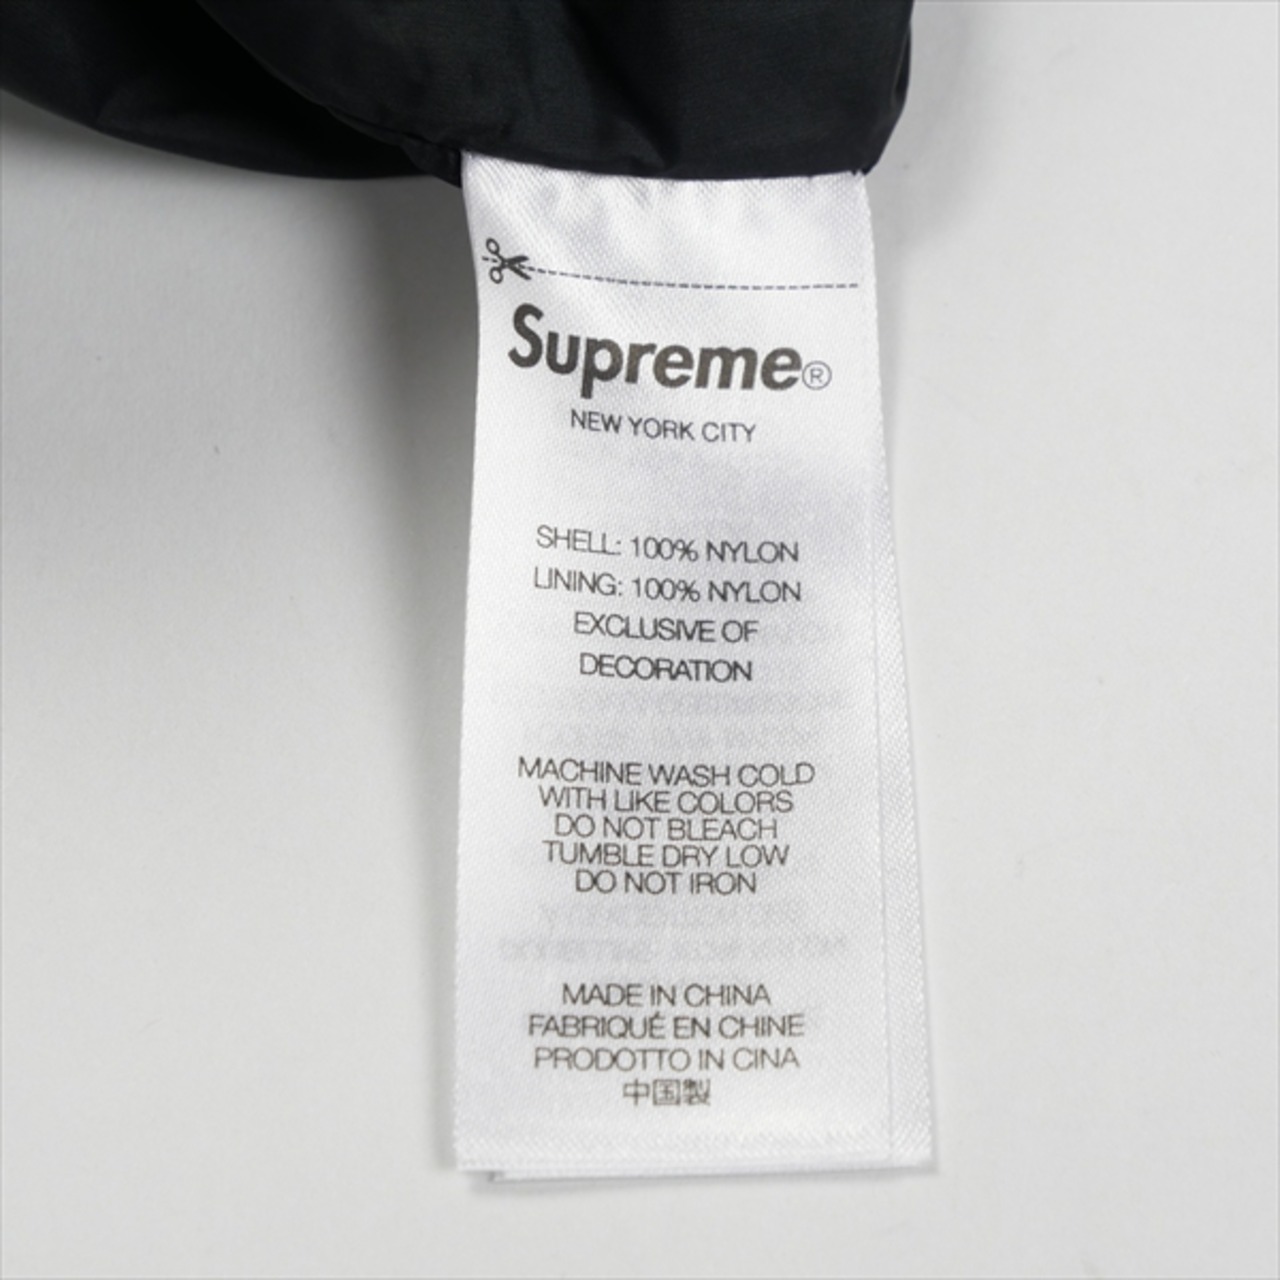 Supreme®
NEW YORK CITY
SHELL: 100% NYLON
LINING: 100% NYLON
EXCLUSIVE OF
DECORATION
MACHINE WASH COLD
WITH LIKE COLORS
DO NOT BLEACH
TUMBLE DRY LOW
DO NOT IRON
MADE IN CHINA
FABRIQUÉ EN CHINE
PRODOTTO IN CINA
中国製